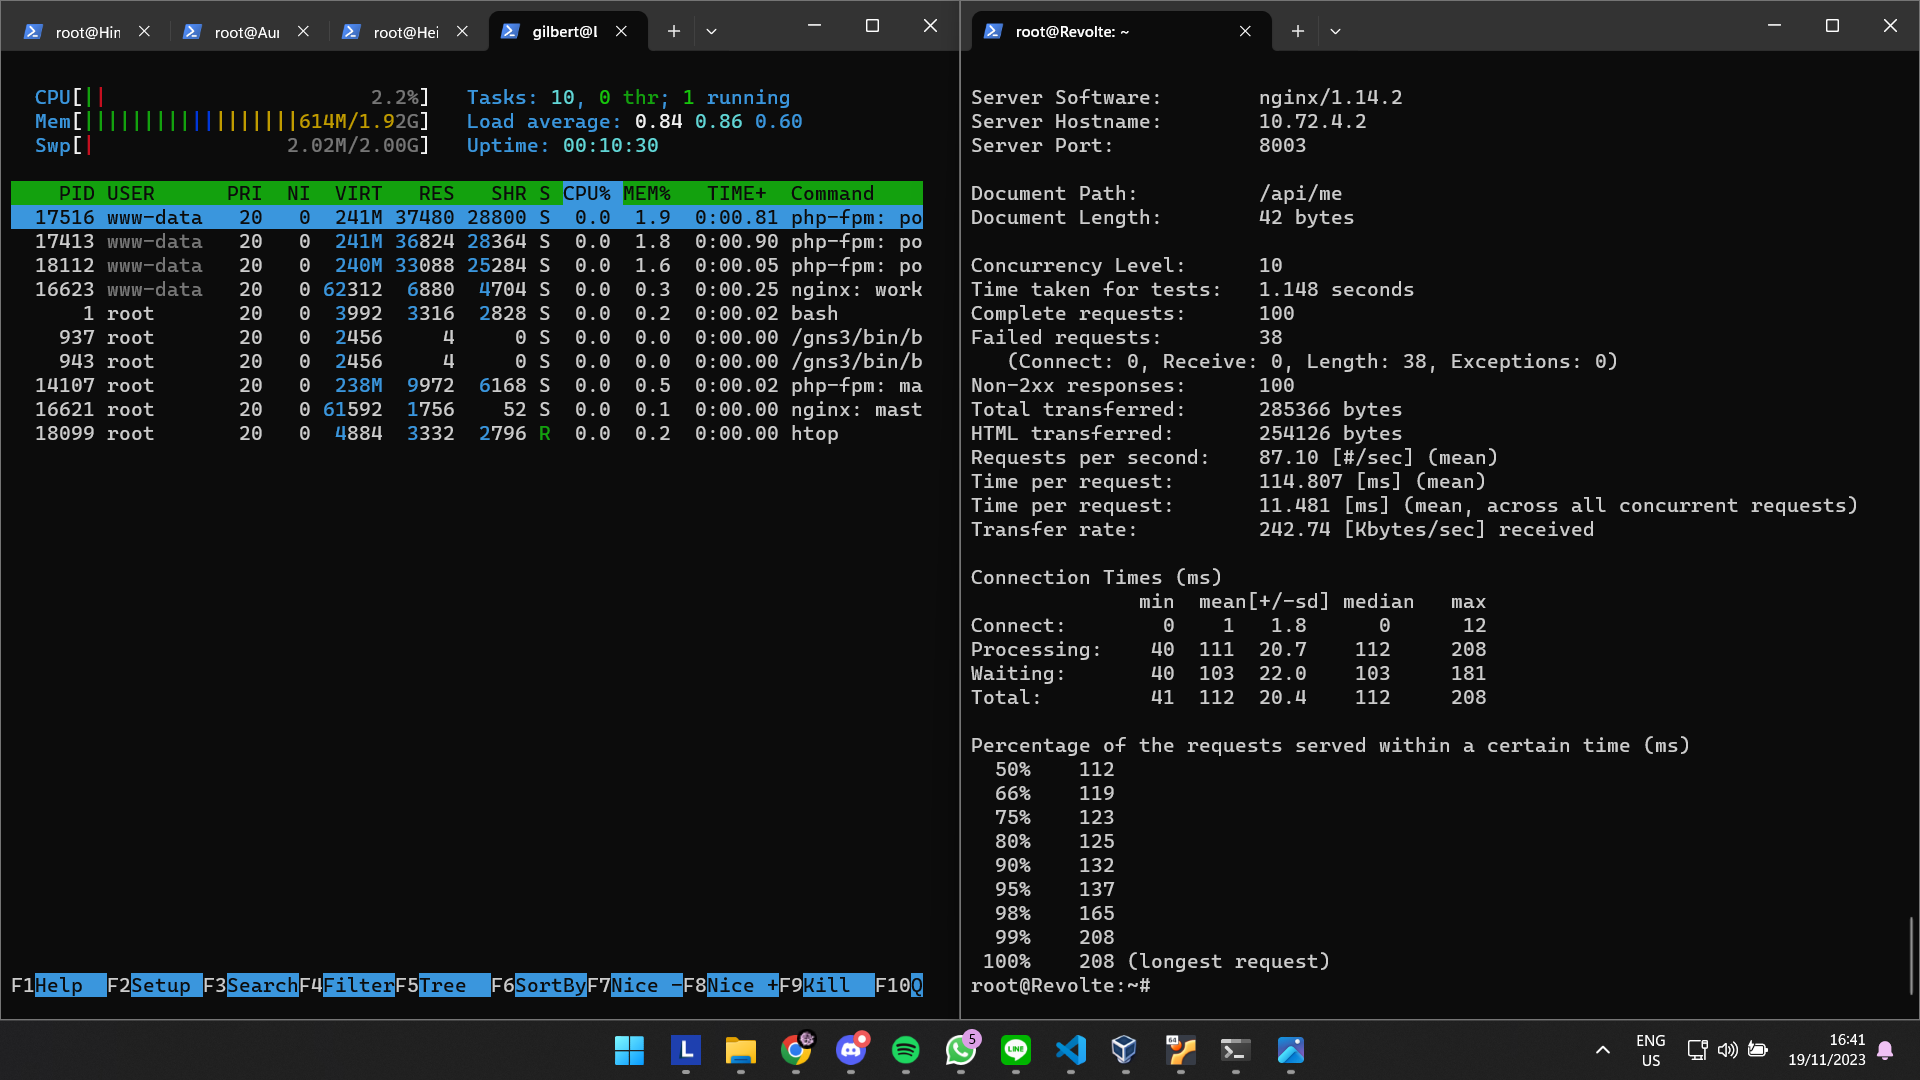 root@Hin
root@Aur
root@Hei
gilbert@L
CPU[|| 2.2%] Tasks: 10, 0 thr; 1 running
Mem[||||||||||||||||||614M/1.92G] Load average: 0.84 0.86 0.60
Swp[| 2.02M/2.00G] Uptime: 00:10:30
PID USER PRI NI VIRT RES SHR S CPU% MEM% TIME+ Command
17516 www-data 20 0 241M 37480 28800 S 0.0 1.9 0:00.81 php-fpm: po
17413 www-data 20 0 241M 36824 28364 S 0.0 1.8 0:00.90 php-fpm: po
18112 www-data 20 0 240M 33088 25284 S 0.0 1.6 0:00.05 php-fpm: po
16623 www-data 20 0 62312 6880 4704 S 0.0 0.3 0:00.25 nginx: work
1 root 20 0 3992 3316 2828 S 0.0 0.2 0:00.02 bash
937 root 20 0 2456 4 0 S 0.0 0.0 0:00.00 /gns3/bin/b
943 root 20 0 2456 4 0 S 0.0 0.0 0:00.00 /gns3/bin/b
14107 root 20 0 238M 9972 6168 S 0.0 0.5 0:00.02 php-fpm: ma
16621 root 20 0 61592 1756 52 S 0.0 0.1 0:00.00 nginx: mast
18099 root 20 0 4884 3332 2796 R 0.0 0.2 0:00.00 htop
F1Help F2Setup F3SearchF4FilterF5Tree F6SortByF7Nice -F8Nice +F9Kill F10Q
root@Revolte: ~
Server Software: nginx/1.14.2
Server Hostname: 10.72.4.2
Server Port: 8003
Document Path: /api/me
Document Length: 42 bytes
Concurrency Level: 10
Time taken for tests: 1.148 seconds
Complete requests: 100
Failed requests: 38
(Connect: 0, Receive: 0, Length: 38, Exceptions: 0)
Non-2xx responses: 100
Total transferred: 285366 bytes
HTML transferred: 254126 bytes
Requests per second: 87.10 [#/sec] (mean)
Time per request: 114.807 [ms] (mean)
Time per request: 11.481 [ms] (mean, across all concurrent requests)
Transfer rate: 242.74 [Kbytes/sec] received
Connection Times (ms)
min mean[+/-sd] median max
Connect: 0 1 1.8 0 12
Processing: 40 111 20.7 112 208
Waiting: 40 103 22.0 103 181
Total: 41 112 20.4 112 208
Percentage of the requests served within a certain time (ms)
50% 112
66% 119
75% 123
80% 125
90% 132
95% 137
98% 165
99% 208
100% 208 (longest request)
root@Revolte:~#
L
5
LINE
64
ENG
US
16:41
19/11/2023